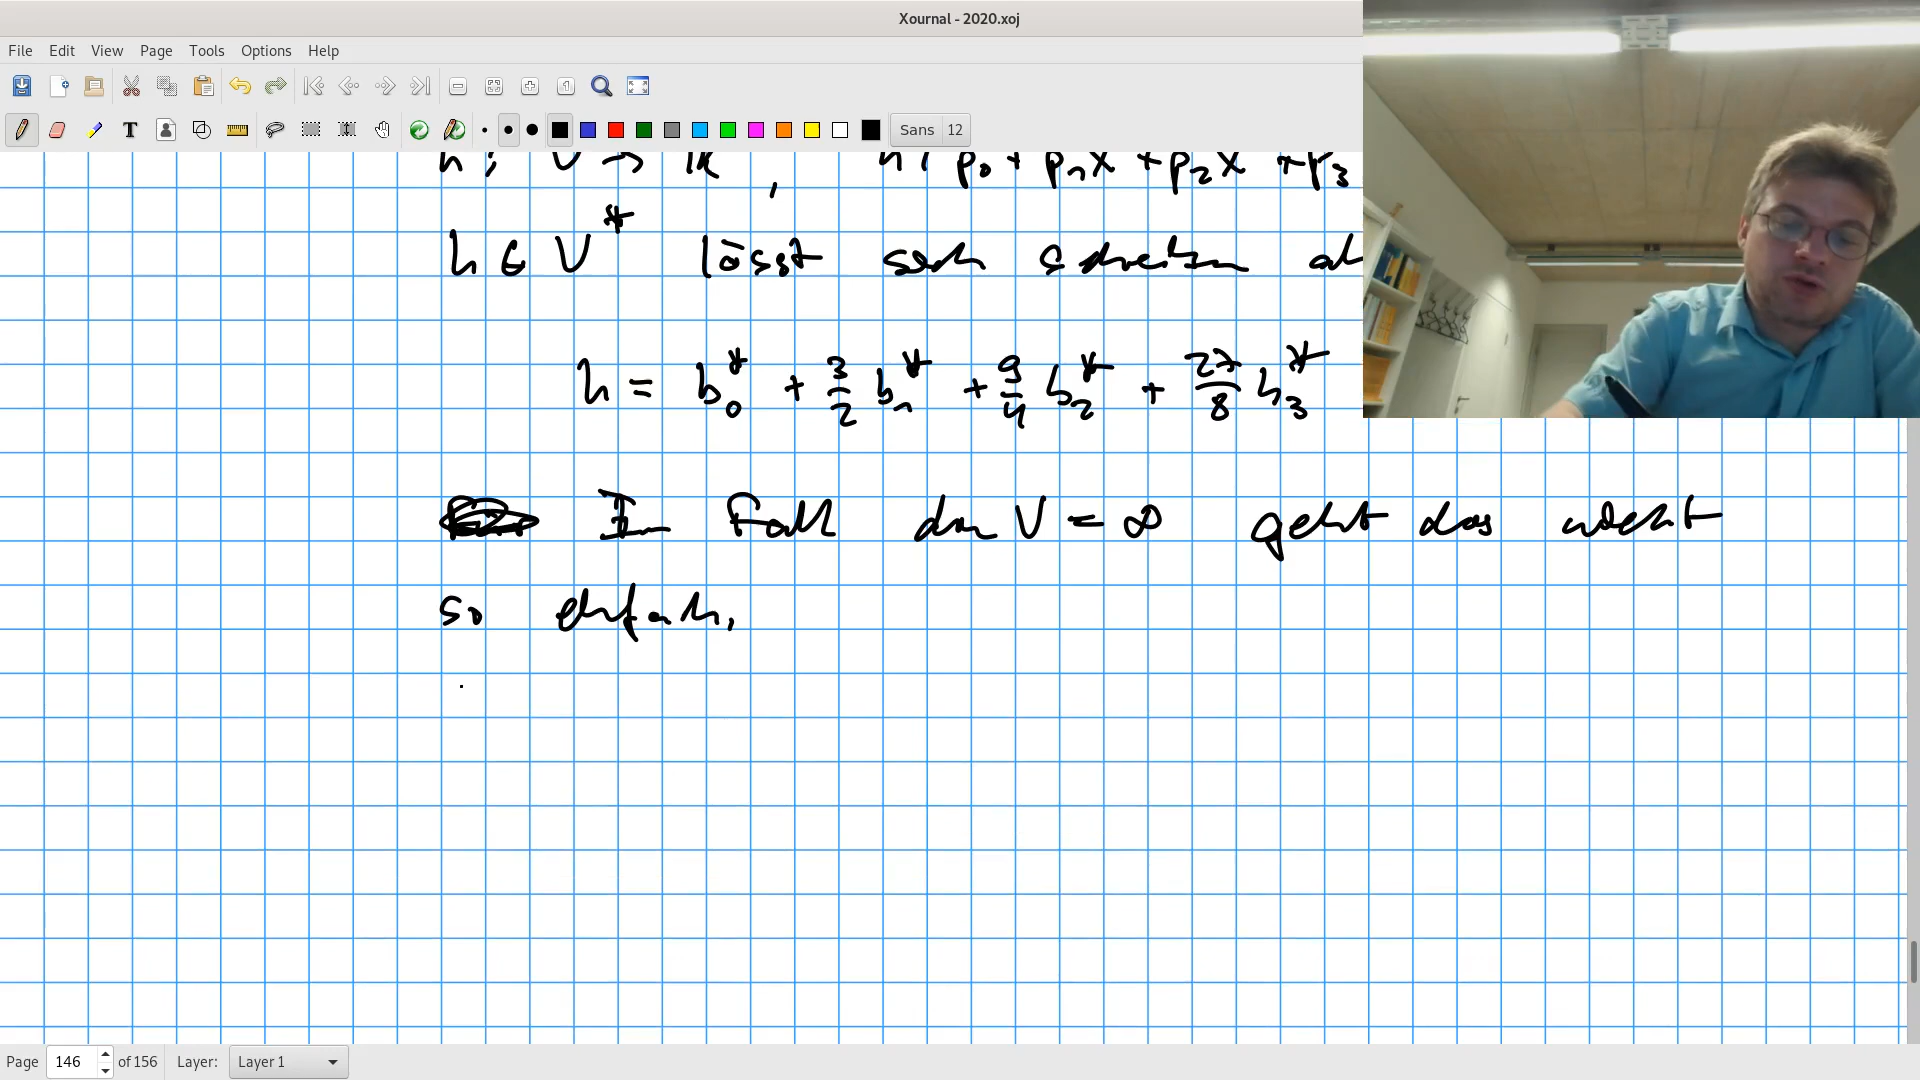 Xournal - 2020.xoj
File Edit View Page Tools Options Help
Sans 12
h: V → K, h: p₀ + p₁X + p₂X + p₃
h ∈ V* lässt sich schreiben als
h = b₀* + 3/2 b₁* + 9/4 b₂* + 27/8 b₃*
Im Fall dim V = ∞ geht das nicht
so einfach.
Page 146 of 156 Layer: Layer 1